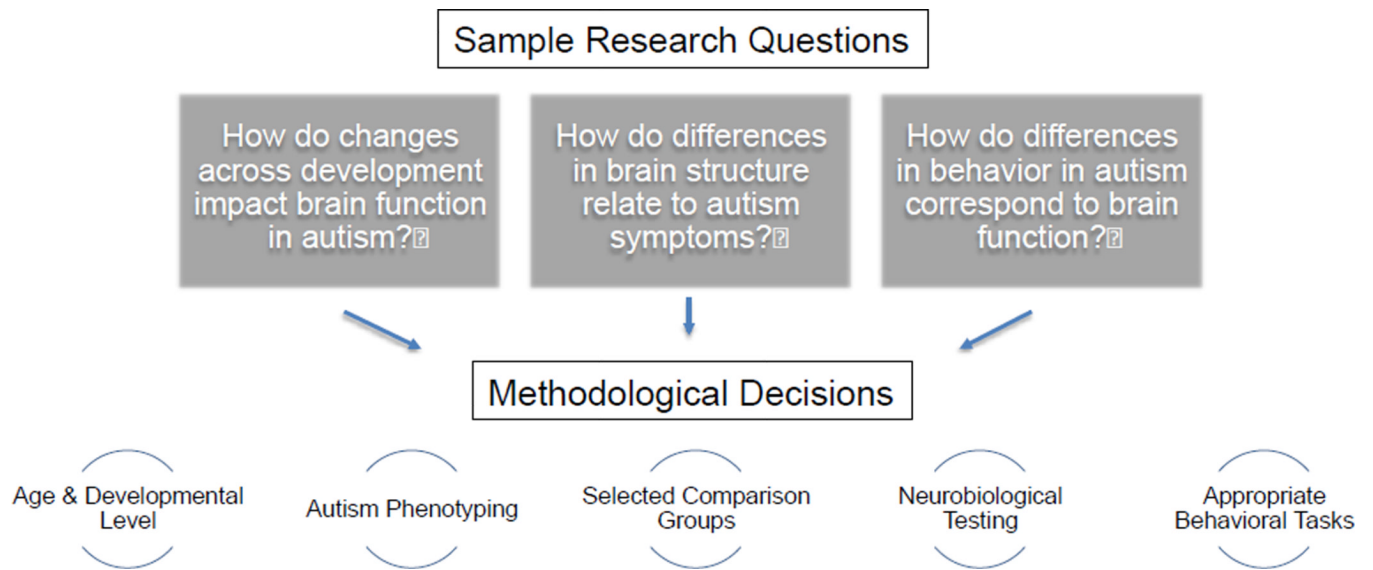 Sample Research Questions
How do changes
across development
impact brain function
in autism?
How do differences
in brain structure
relate to autism
symptoms?
How do differences
in behavior in autism
correspond to brain
function?
Methodological Decisions
Age & Developmental
Level
Autism Phenotyping
Selected Comparison
Groups
Neurobiological
Testing
Appropriate
Behavioral Tasks